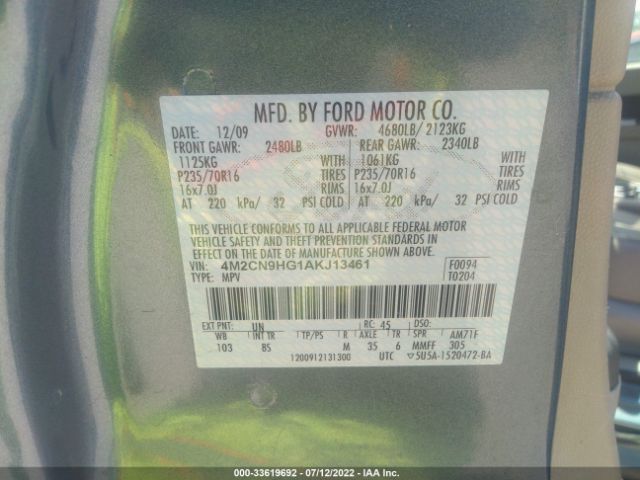 MFD. BY FORD MOTOR CO.
DATE: 12/09 GVWR: 4680LB/ 2123KG
FRONT GAWR: 2480LB REAR GAWR: 2340LB
1125KG WITH 1061KG WITH
P235/70R16 TIRES P235/70R16 TIRES
16x7.0J RIMS 16x7.0J RIMS
AT 220 kPa/ 32 PSI COLD AT 220 kPa/ 32 PSI COLD
THIS VEHICLE CONFORMS TO ALL APPLICABLE FEDERAL MOTOR
VEHICLE SAFETY AND THEFT PREVENTION STANDARDS IN
EFFECT ON THE DATE OF MANUFACTURE SHOWN ABOVE.
VIN: 4M2CN9HG1AKJ13461 F0094
TYPE: MPV T0204
EXT PNT: UN RC: 45 DSO:
WB INT TR TP/PS R AXLE TR SPR AM71F
103 8S M 35 6 MMFF 305
1200912131300 UTC 5U5A-1520472-BA
000-33619692 - 07/12/2022 - IAA Inc.